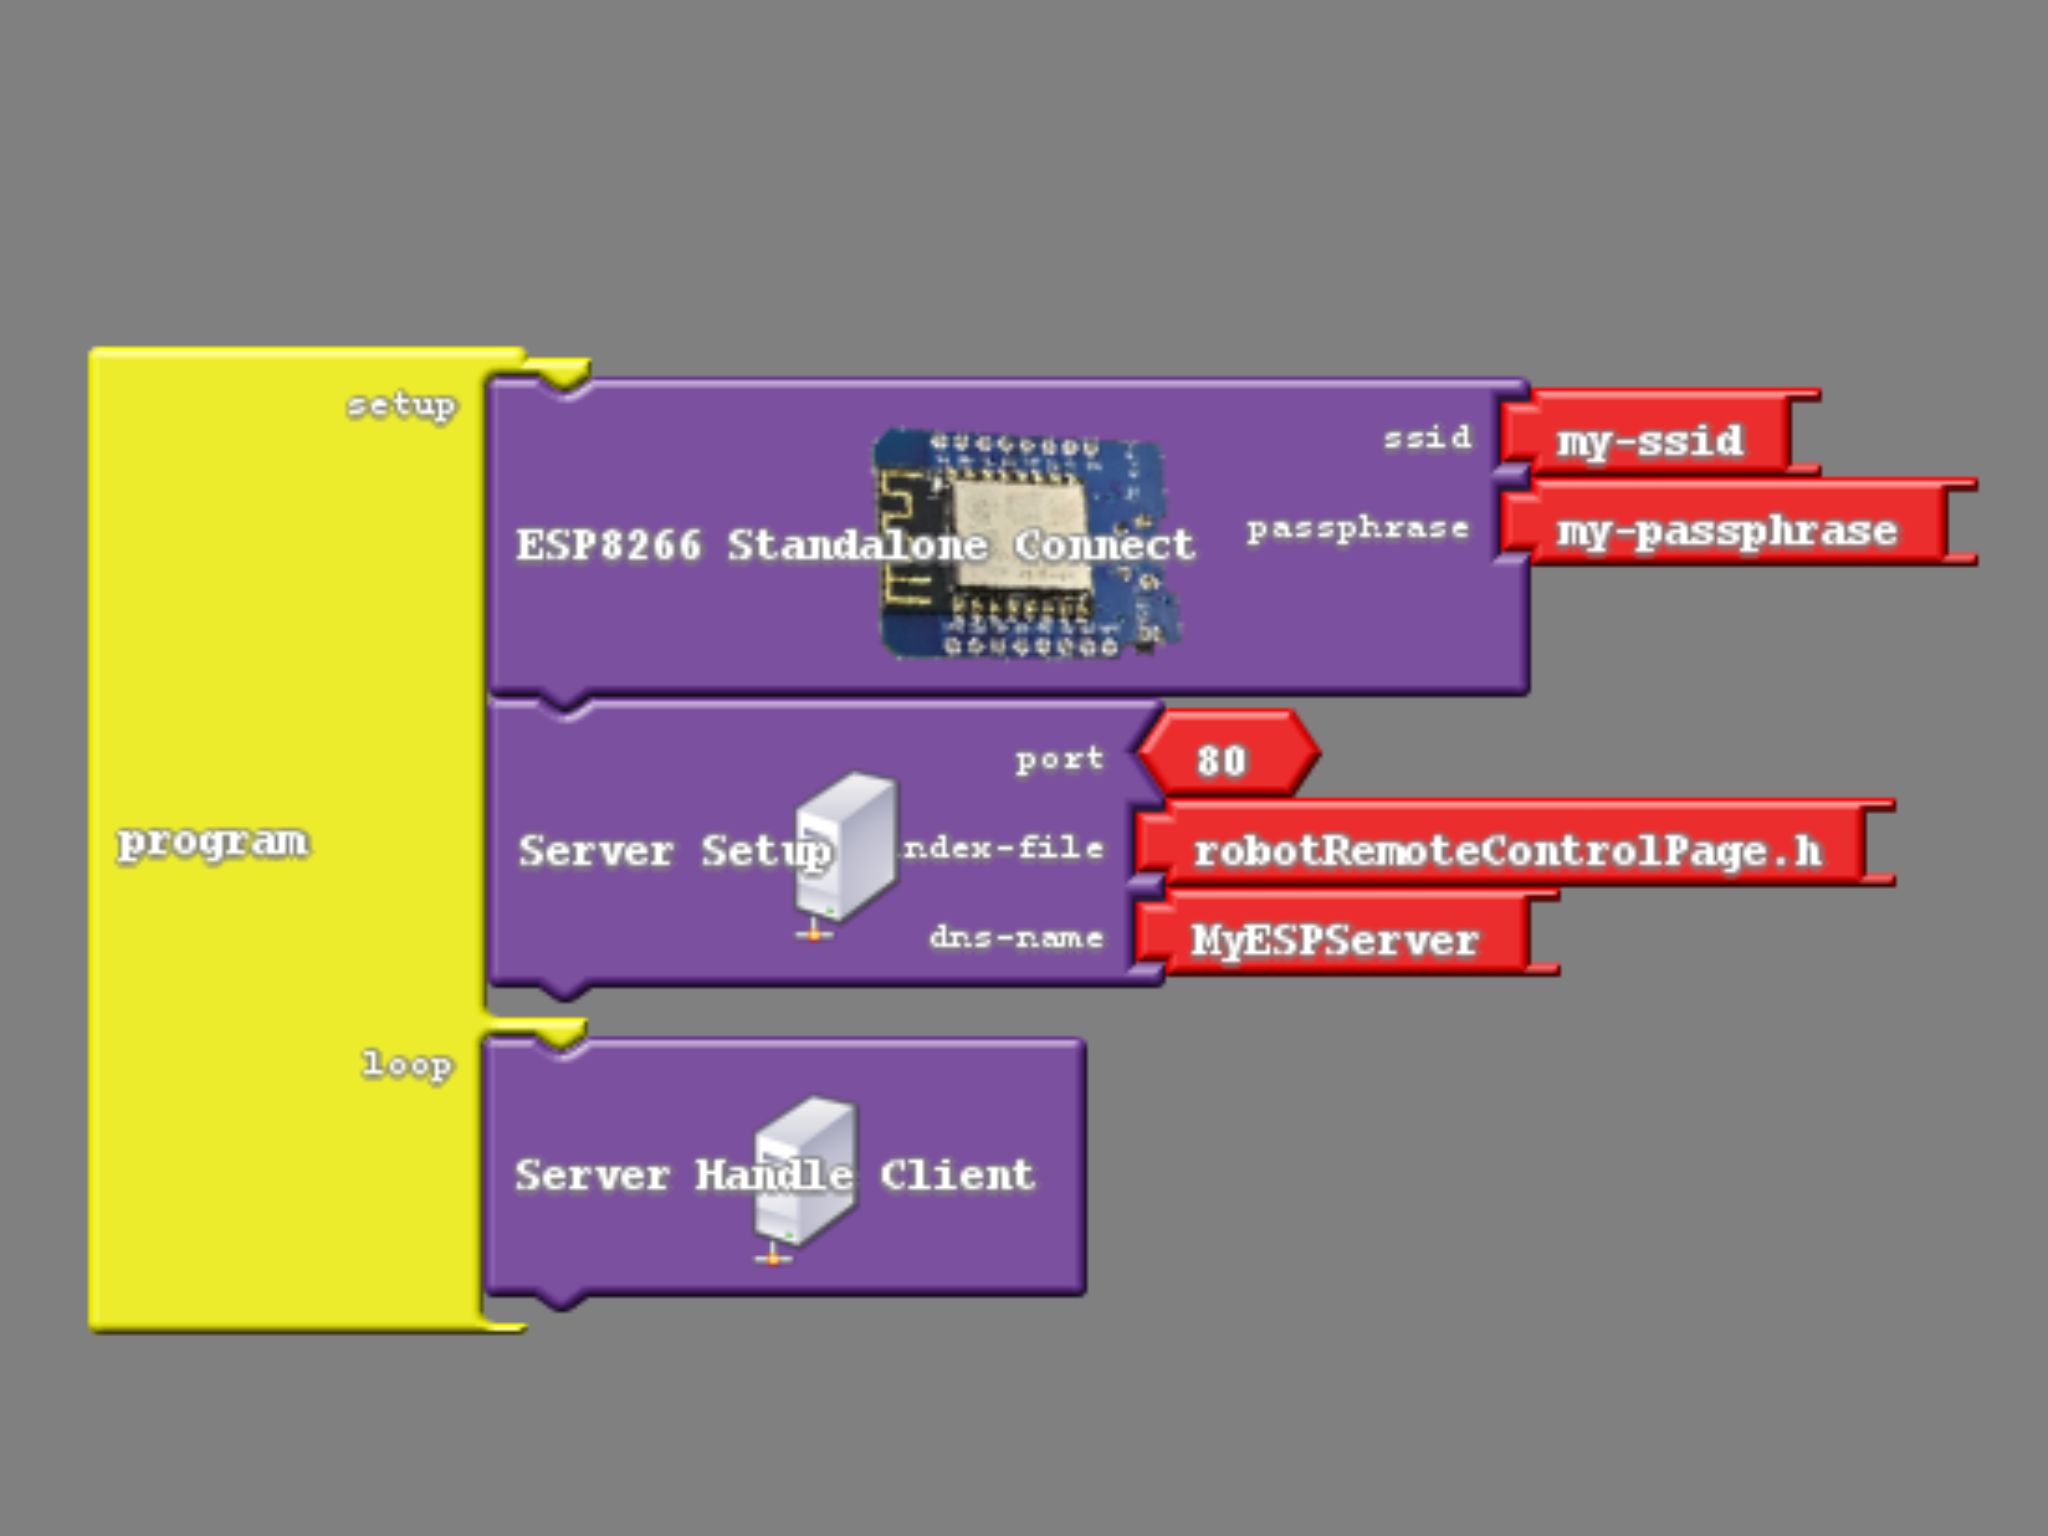 setup
ssid my-ssid
ESP8266 Standalone Connect passphrase my-passphrase
port 80
program
Server Setup ndex-file robotRemoteControlPage.h
dns-name MyESPServer
loop
Server Handle Client